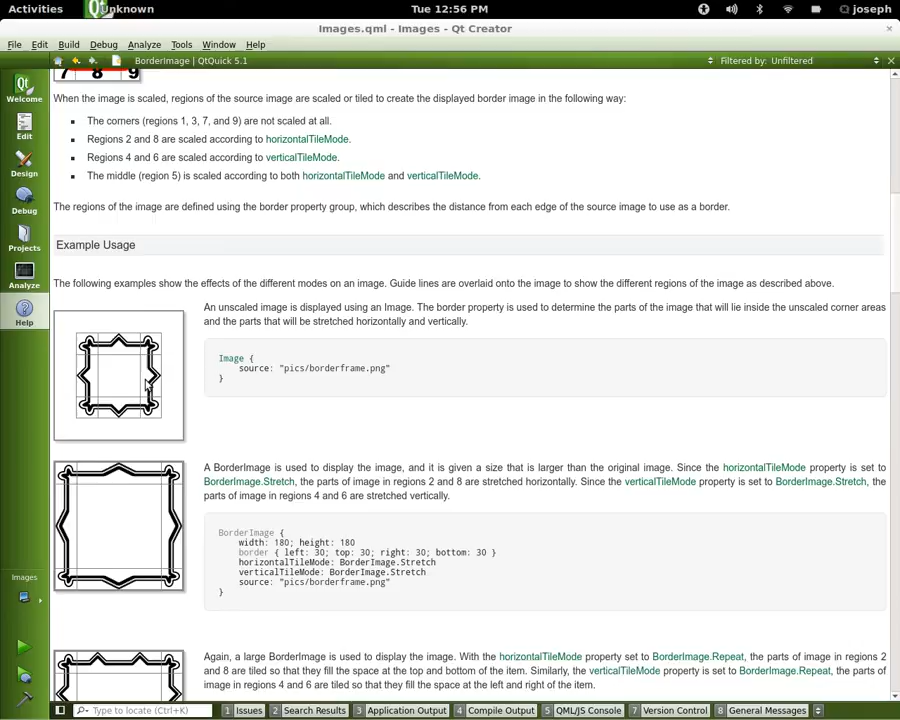 Activities
Unknown
Tue 12:56 PM
joseph
Images.qml - Images - Qt Creator
×
File Edit Build Debug Analyze Tools Window Help
BorderImage | QtQuick 5.1
Filtered by: Unfiltered
Qt
Welcome
Edit
Design
Debug
Projects
Analyze
Help
Images
7 8 9
When the image is scaled, regions of the source image are scaled or tiled to create the displayed border image in the following way:
The corners (regions 1, 3, 7, and 9) are not scaled at all.
Regions 2 and 8 are scaled according to horizontalTileMode.
Regions 4 and 6 are scaled according to verticalTileMode.
The middle (region 5) is scaled according to both horizontalTileMode and verticalTileMode.
The regions of the image are defined using the border property group, which describes the distance from each edge of the source image to use as a border.
Example Usage
The following examples show the effects of the different modes on an image. Guide lines are overlaid onto the image to show the different regions of the image as described above.
An unscaled image is displayed using an Image. The border property is used to determine the parts of the image that will lie inside the unscaled corner areas
and the parts that will be stretched horizontally and vertically.
Image {
source: "pics/borderframe.png"
}
A BorderImage is used to display the image, and it is given a size that is larger than the original image. Since the horizontalTileMode property is set to
BorderImage.Stretch, the parts of image in regions 2 and 8 are stretched horizontally. Since the verticalTileMode property is set to BorderImage.Stretch, the
parts of image in regions 4 and 6 are stretched vertically.
BorderImage {
width: 180; height: 180
border { left: 30; top: 30; right: 30; bottom: 30 }
horizontalTileMode: BorderImage.Stretch
verticalTileMode: BorderImage.Stretch
source: "pics/borderframe.png"
}
Again, a large BorderImage is used to display the image. With the horizontalTileMode property set to BorderImage.Repeat, the parts of image in regions 2
and 8 are tiled so that they fill the space at the top and bottom of the item. Similarly, the verticalTileMode property is set to BorderImage.Repeat, the parts of
image in regions 4 and 6 are tiled so that they fill the space at the left and right of the item.
Type to locate (Ctrl+K)
1 Issues
2 Search Results
3 Application Output
4 Compile Output
5 QML/JS Console
7 Version Control
8 General Messages